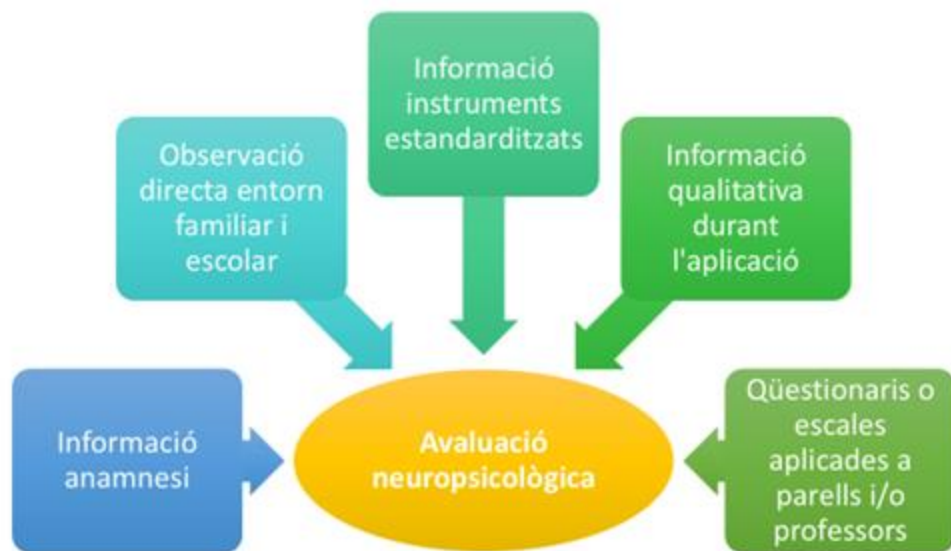 Informació
instruments
estandarditzats
Observació
directa entorn
familiar i
escolar
Informació
qualitativa
durant
l'aplicació
Informació
anamnesi
Avaluació
neuropsicològica
Qüestionaris o
escales
aplicades a
parells i/o
professors